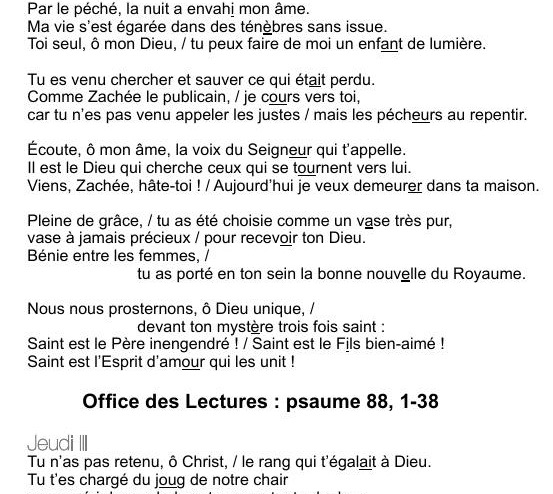 Par le péché, la nuit a envahi mon âme.
Ma vie s'est égarée dans des ténèbres sans issue.
Toi seul, ô mon Dieu, / tu peux faire de moi un enfant de lumière.
Tu es venu chercher et sauver ce qui était perdu.
Comme Zachée le publicain, / je cours vers toi,
car tu n'es pas venu appeler les justes / mais les pécheurs au repentir.
Écoute, ô mon âme, la voix du Seigneur qui t'appelle.
Il est le Dieu qui cherche ceux qui se tournent vers lui.
Viens, Zachée, hâte-toi ! / Aujourd'hui je veux demeurer dans ta maison.
Pleine de grâce, / tu as été choisie comme un vase très pur,
vase à jamais précieux / pour recevoir ton Dieu.
Bénie entre les femmes, /
tu as porté en ton sein la bonne nouvelle du Royaume.
Nous nous prosternons, ô Dieu unique, /
devant ton mystère trois fois saint :
Saint est le Père inengendré ! / Saint est le Fils bien-aimé !
Saint est l'Esprit d'amour qui les unit !
Office des Lectures : psaume 88, 1-38
Jeudi III
Tu n'as pas retenu, ô Christ, / le rang qui t'égalait à Dieu.
Tu t'es chargé du joug de notre chair